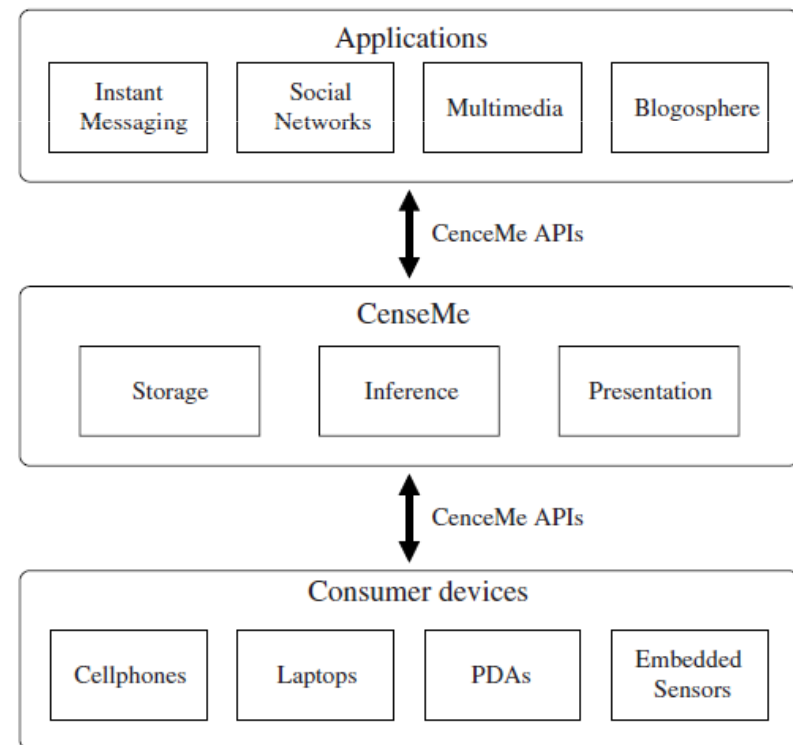 Applications
Instant
Messaging
Social
Networks
Multimedia
Blogosphere
CenceMe APIs
CenseMe
Storage
Inference
Presentation
CenceMe APIs
Consumer devices
Cellphones
Laptops
PDAs
Embedded
Sensors